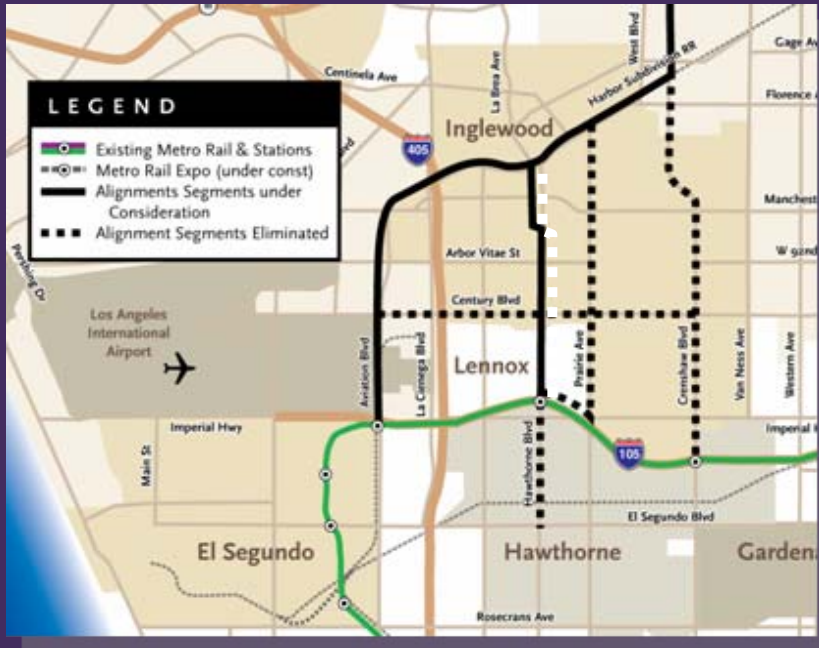 LEGEND
Existing Metro Rail & Stations
Metro Rail Expo (under const)
Alignments Segments under
Consideration
Alignment Segments Eliminated
Centinela Ave
La Brea Ave
West Blvd
Harbor Subdivision RR
Gage Av
Florence
Inglewood
405
lvd
Manchest
Pershing Dr
Arbor Vitae St
W 92nd
Century Blvd
Los Angeles
International
Airport
Aviation Blvd
La Cienega Blvd
Lennox
Prairie Ave
Crenshaw Blvd
Van Ness Ave
Western Ave
Imperial Hwy
Imperial H
Main St
Hawthorne Blvd
105
El Segundo Blvd
El Segundo
Hawthorne
Gardena
Rosecrans Ave